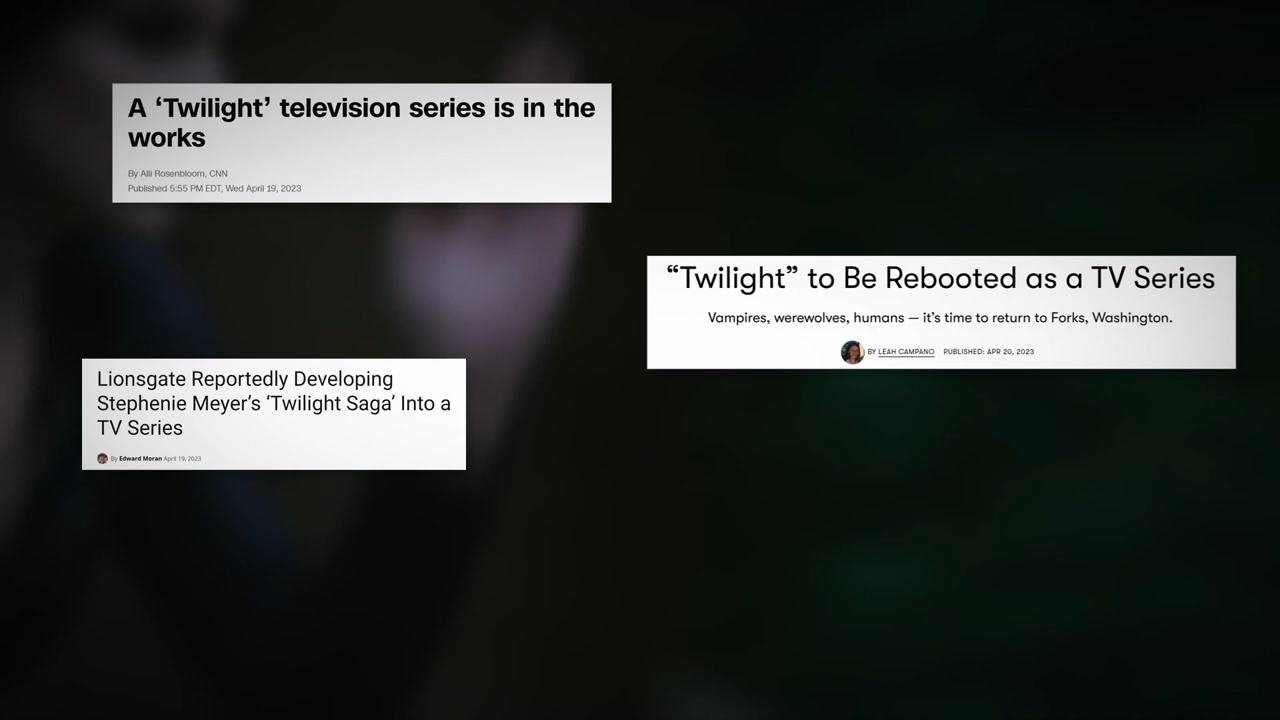 A ‘Twilight’ television series is in the
works
By Alli Rosenbloom, CNN
Published 5:55 PM EDT, Wed April 19, 2023
“Twilight” to Be Rebooted as a TV Series
Vampires, werewolves, humans — it’s time to return to Forks, Washington.
BY LEAH CAMPANO PUBLISHED: APR 20, 2023
Lionsgate Reportedly Developing
Stephenie Meyer’s ‘Twilight Saga’ Into a
TV Series
By Edward Moran April 19, 2023